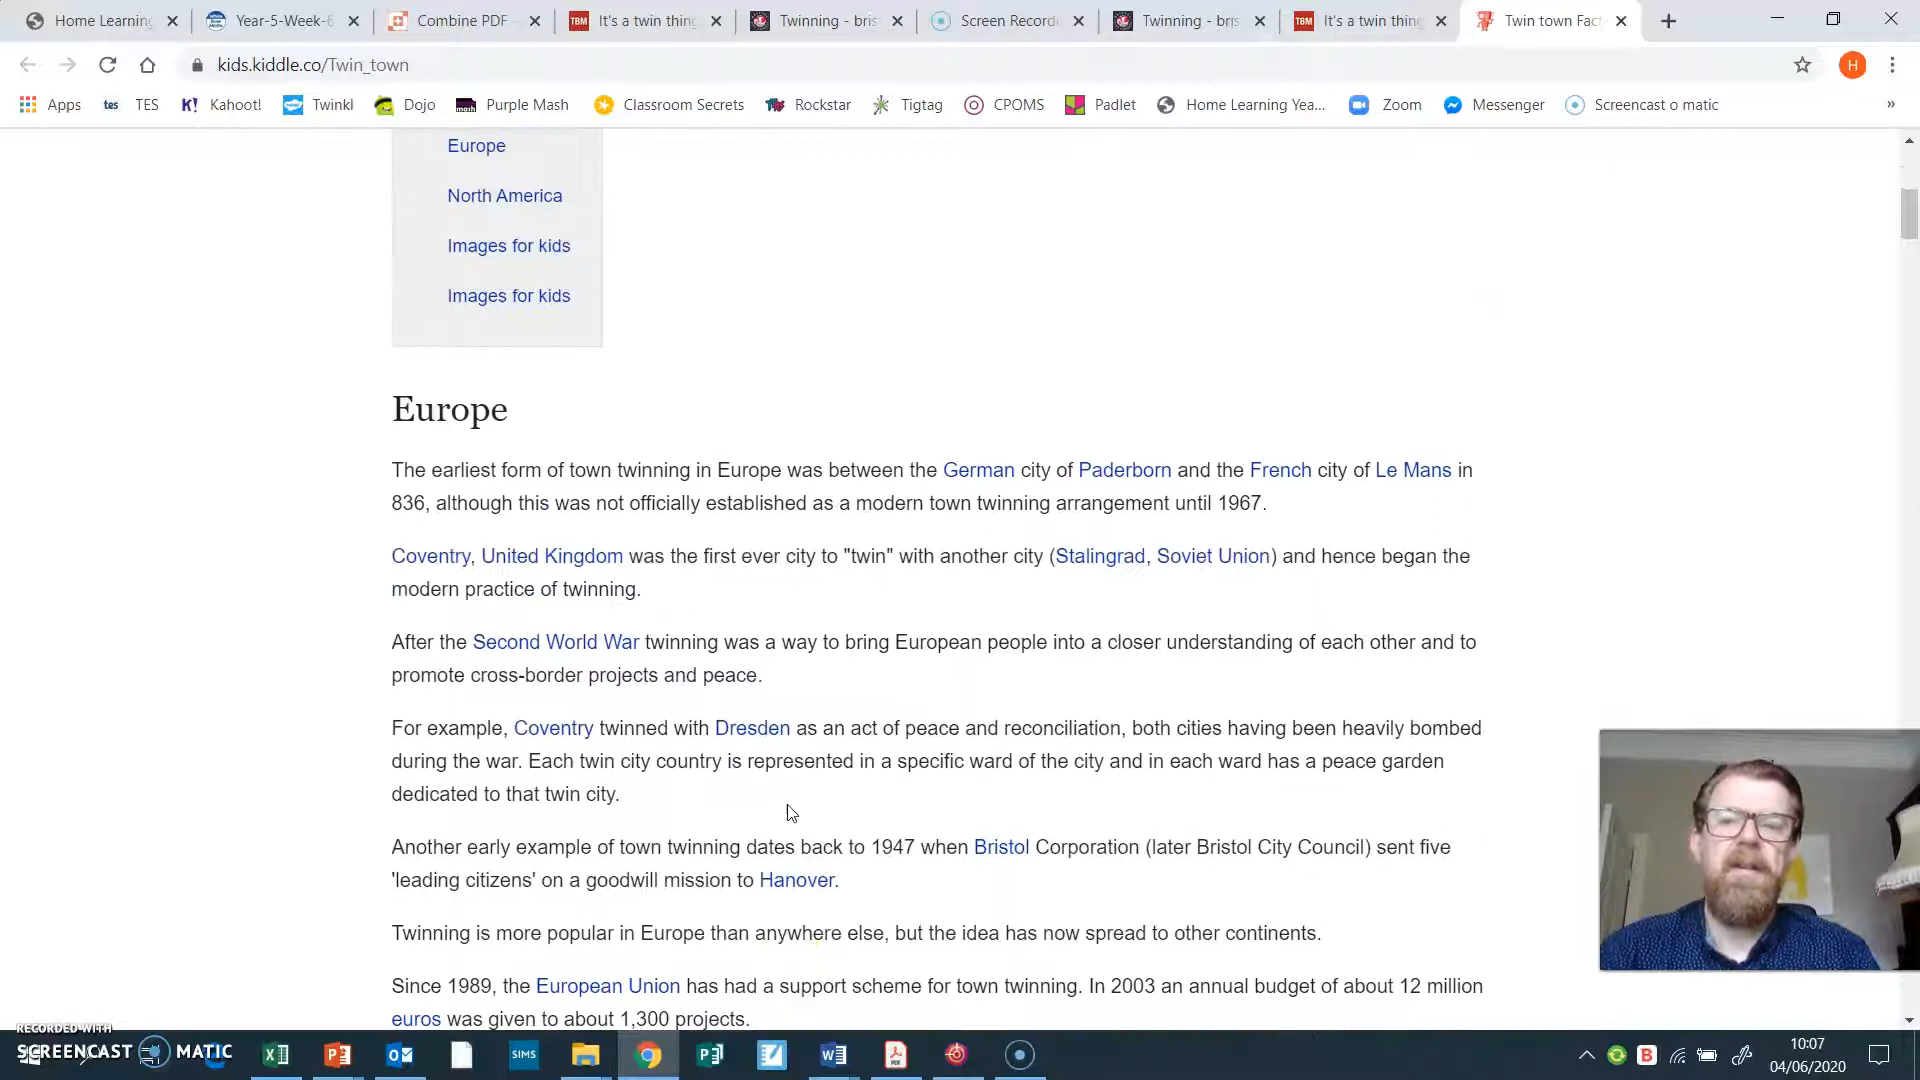 Home Learning
Year-5-Week-6
Combine PDF -
It's a twin thing
Twinning - bris
Screen Record
Twinning - bris
It's a twin thing
Twin town Fact
kids.kiddle.co/Twin_town
H
Apps
tes TES
K! Kahoot!
Twinkl
Dojo
Purple Mash
Classroom Secrets
Rockstar
Tigtag
CPOMS
Padlet
Home Learning Yea...
Zoom
Messenger
Screencast o matic
»
Europe
North America
Images for kids
Images for kids
Europe
The earliest form of town twinning in Europe was between the German city of Paderborn and the French city of Le Mans in
836, although this was not officially established as a modern town twinning arrangement until 1967.
Coventry, United Kingdom was the first ever city to "twin" with another city (Stalingrad, Soviet Union) and hence began the
modern practice of twinning.
After the Second World War twinning was a way to bring European people into a closer understanding of each other and to
promote cross-border projects and peace.
For example, Coventry twinned with Dresden as an act of peace and reconciliation, both cities having been heavily bombed
during the war. Each twin city country is represented in a specific ward of the city and in each ward has a peace garden
dedicated to that twin city.
Another early example of town twinning dates back to 1947 when Bristol Corporation (later Bristol City Council) sent five
'leading citizens' on a goodwill mission to Hanover.
Twinning is more popular in Europe than anywhere else, but the idea has now spread to other continents.
Since 1989, the European Union has had a support scheme for town twinning. In 2003 an annual budget of about 12 million
euros was given to about 1,300 projects.
RECORDED WITH
SCREENCAST MATIC
SIMS
10:07
04/06/2020